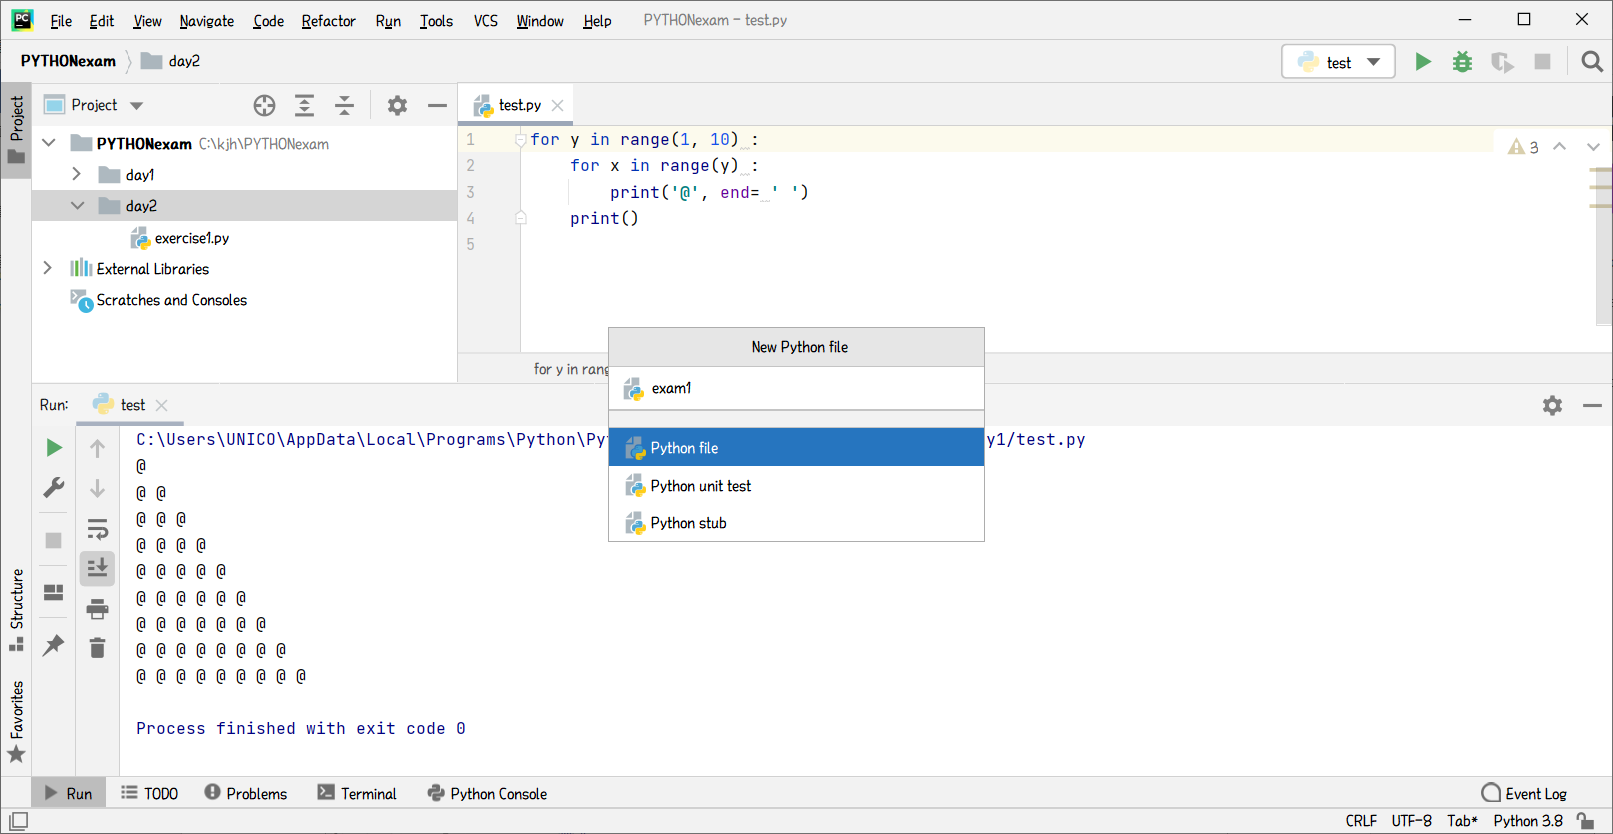 PC File Edit View Navigate Code Refactor Run Tools VCS Window Help PYTHONexam - test.py
PYTHONexam day2 test
Project Project test.py
PYTHONexam C:\kjh\PYTHONexam
day1
day2
exercise1.py
External Libraries
Scratches and Consoles
1 for y in range(1, 10) :
2 for x in range(y) :
3 print('@', end= ' ')
4 print()
5
3
for y in rang
New Python file
exam1
Python file
Python unit test
Python stub
Run: test
C:\Users\UNICO\AppData\Local\Programs\Python\Py y1/test.py
@
@ @
@ @ @
@ @ @ @
@ @ @ @ @
@ @ @ @ @ @
@ @ @ @ @ @ @
@ @ @ @ @ @ @ @
@ @ @ @ @ @ @ @ @
Process finished with exit code 0
Structure
Favorites
Run TODO Problems Terminal Python Console Event Log
CRLF UTF-8 Tab* Python 3.8